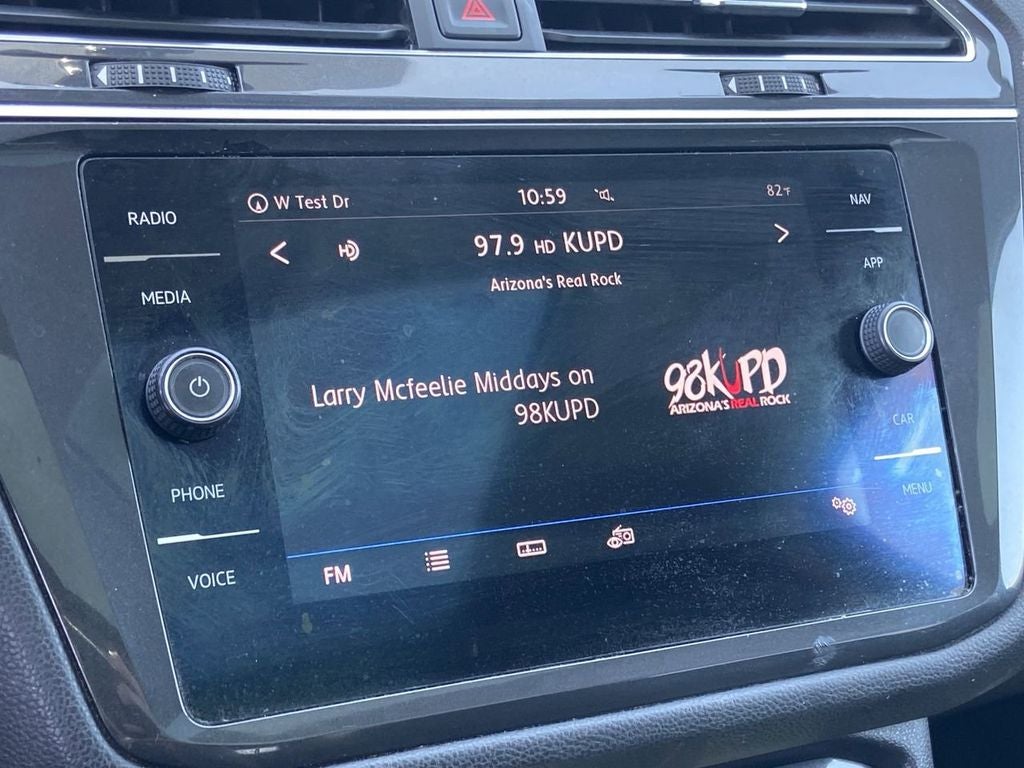 RADIO
MEDIA
PHONE
VOICE
W Test Dr
10:59
82°F
97.9 HD KUPD
Arizona's Real Rock
Larry Mcfeelie Middays on
98KUPD
98KUPD
ARIZONA'S REAL ROCK
FM
NAV
APP
CAR
MENU